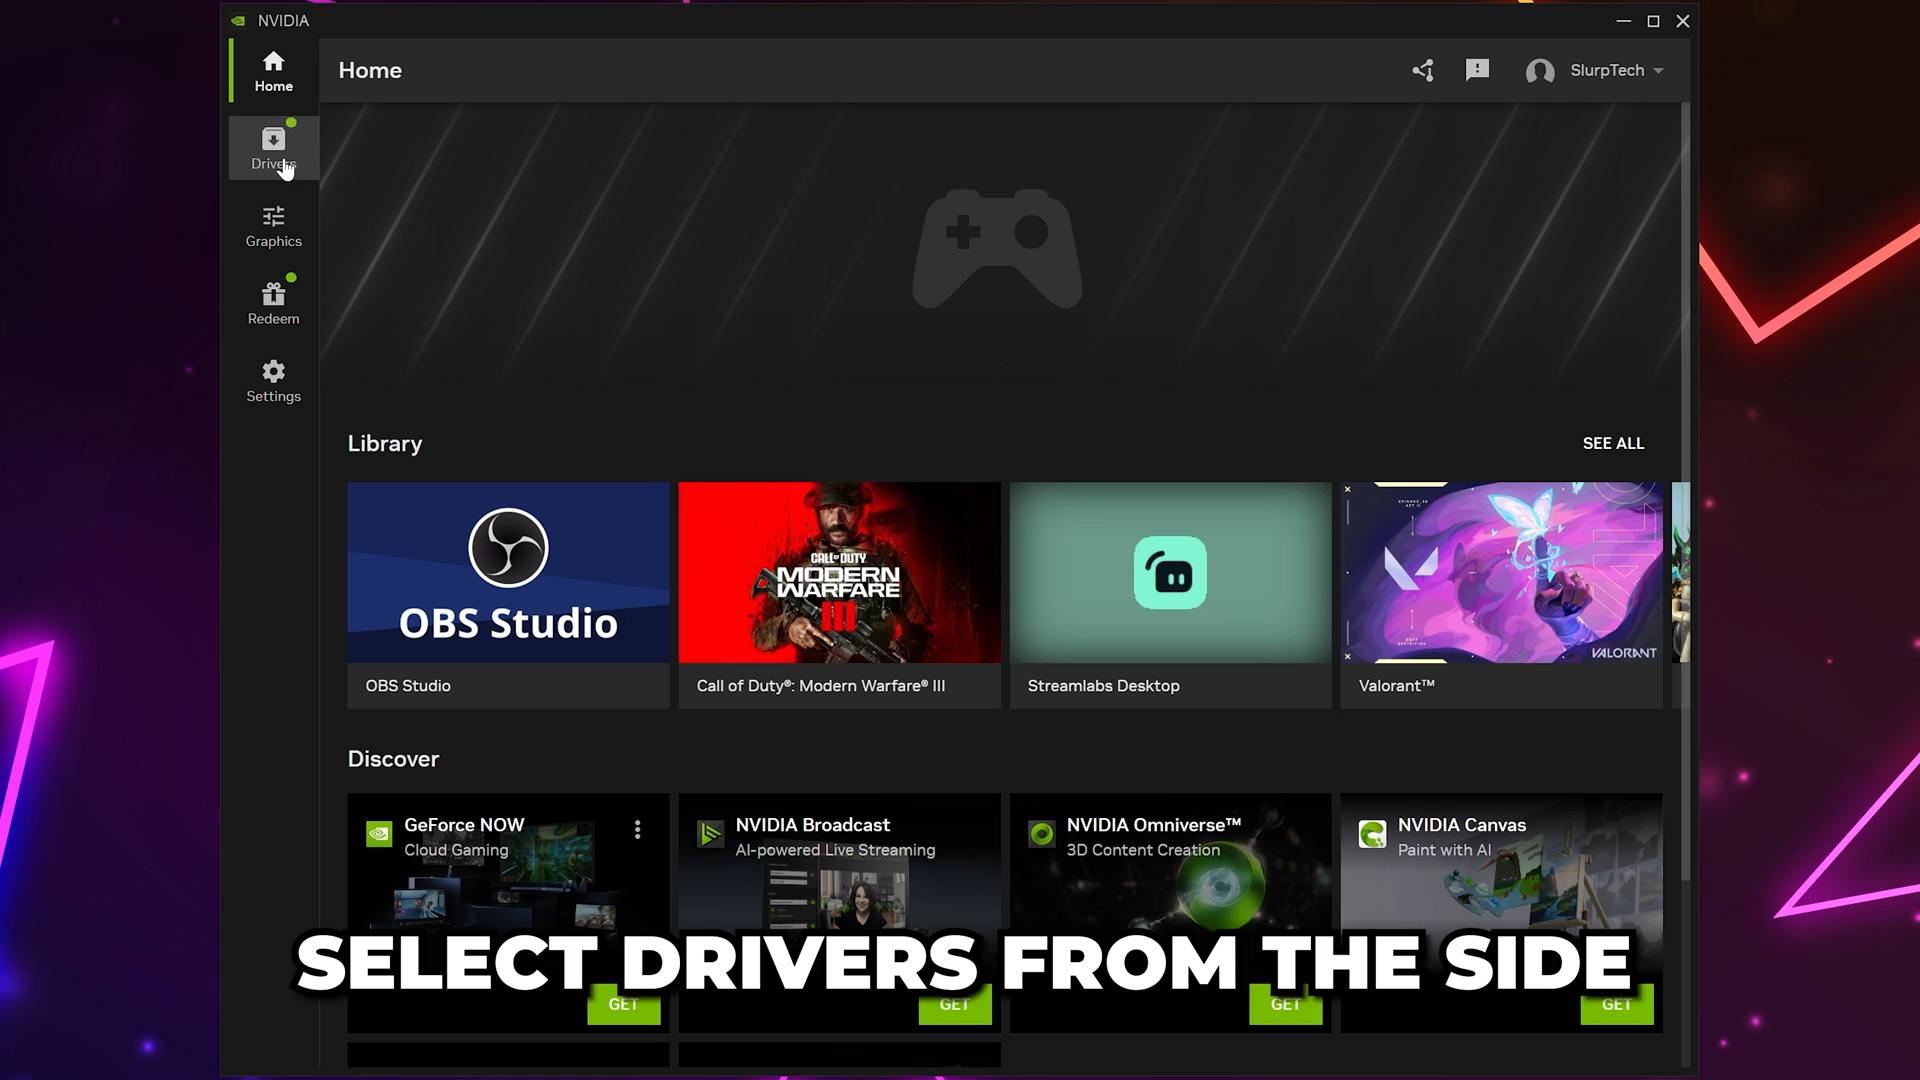 NVIDIA
Home
Home
SlurpTech
Drivers
Graphics
Redeem
Settings
Library
SEE ALL
OBS Studio
CALL OF DUTY
MODERN
WARFARE
III
VALORANT
OBS Studio
Call of Duty®: Modern Warfare® III
Streamlabs Desktop
Valorant™
Discover
GeForce NOW
Cloud Gaming
NVIDIA Broadcast
AI-powered Live Streaming
NVIDIA Omniverse™
3D Content Creation
NVIDIA Canvas
Paint with AI
SELECT DRIVERS FROM THE SIDE
GET
GET
GET
GET